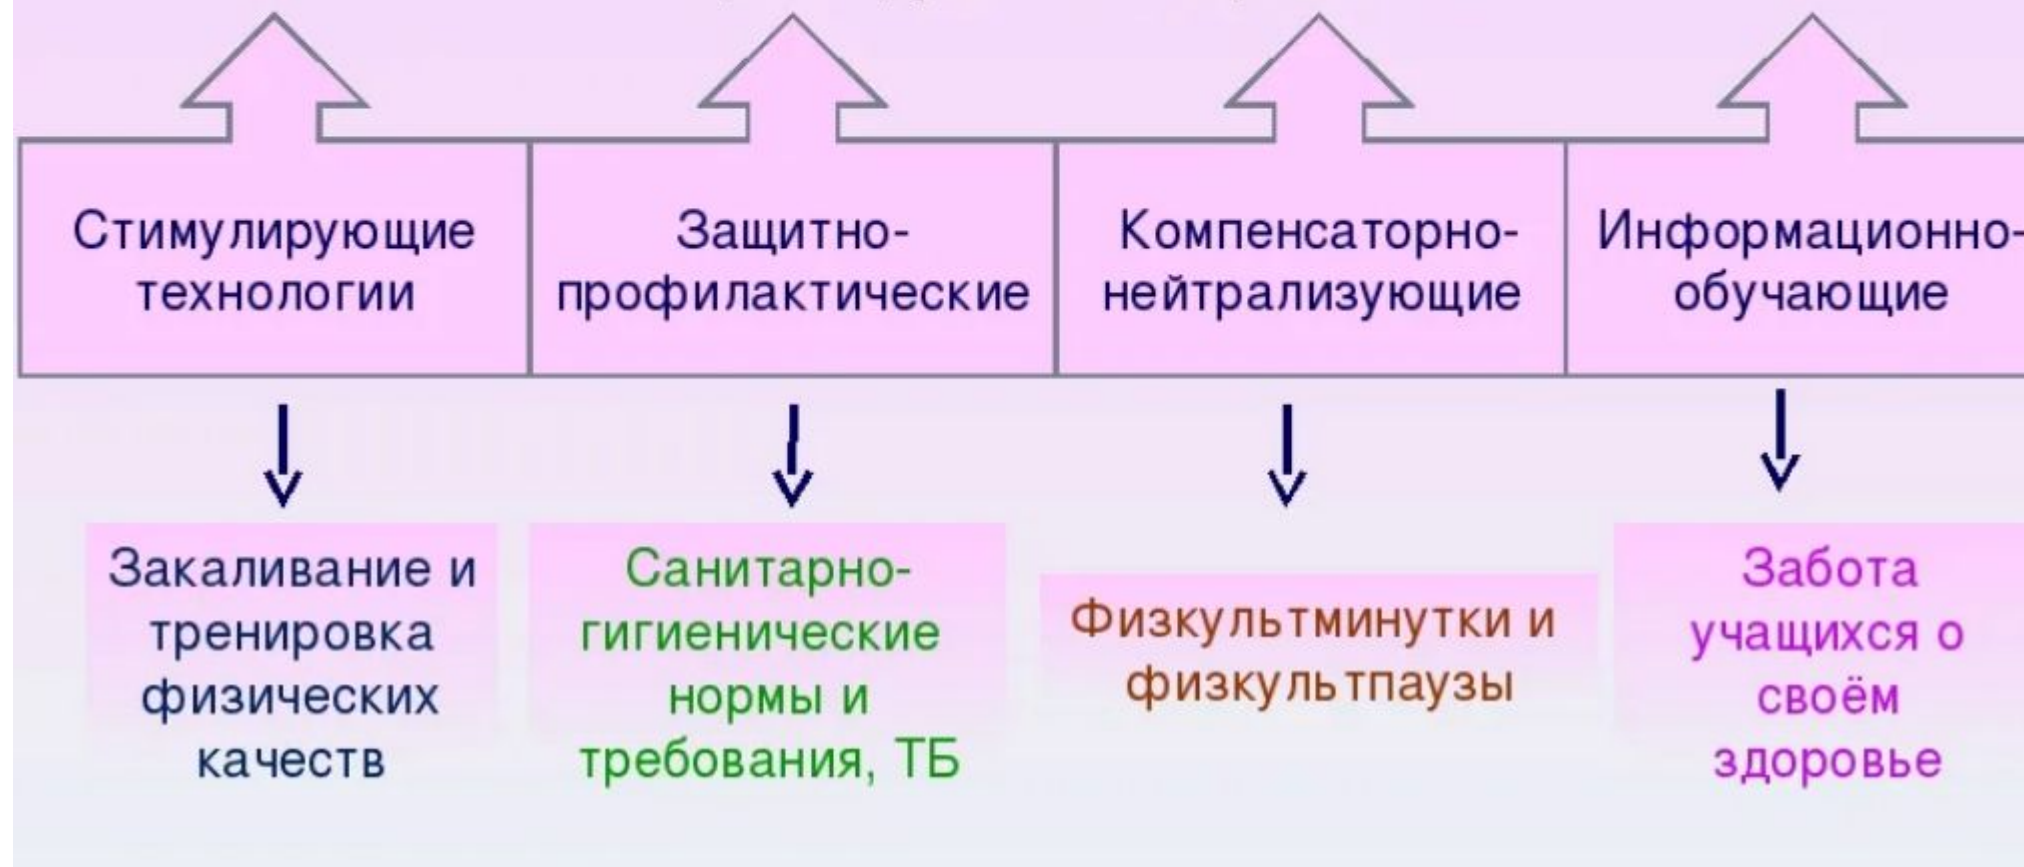 Стимулирующие
технологии
Защитно-
профилактические
Компенсаторно-
нейтрализующие
Информационно-
обучающие
Закаливание и
тренировка
физических
качеств
Санитарно-
гигиенические
нормы и
требования, ТБ
Физкультминутки и
физкультпаузы
Забота
учащихся о
своём
здоровье